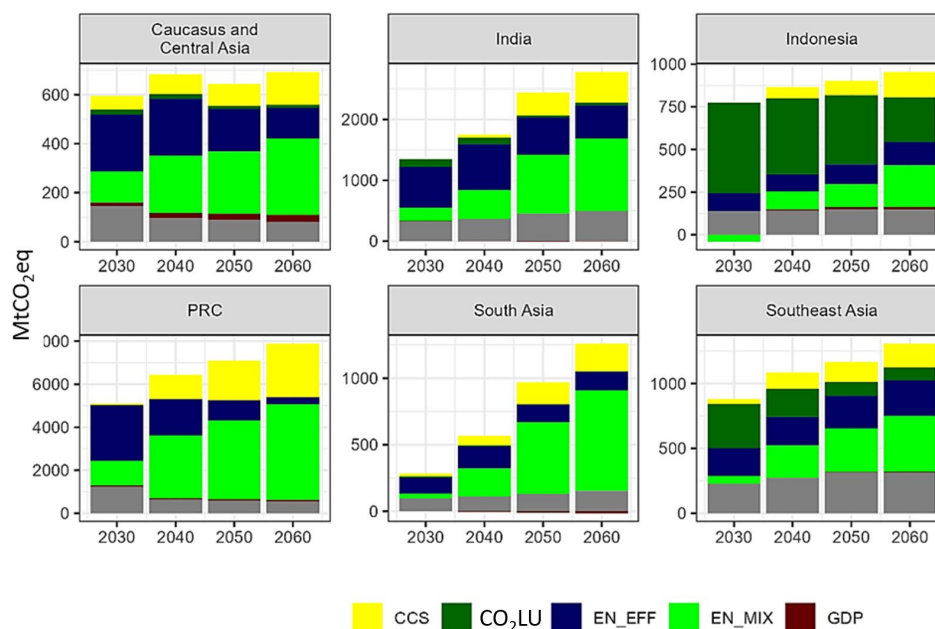 Caucasus and
Central Asia
India
Indonesia
MtCO₂eq
600
400
200
0
2000
1000
0
1000
750
500
250
0
2030 2040 2050 2060
2030 2040 2050 2060
2030 2040 2050 2060
PRC
South Asia
Southeast Asia
000
6000
4000
2000
0
1000
500
0
1000
500
0
2030 2040 2050 2060
2030 2040 2050 2060
2030 2040 2050 2060
CCS CO₂LU EN_EFF EN_MIX GDP